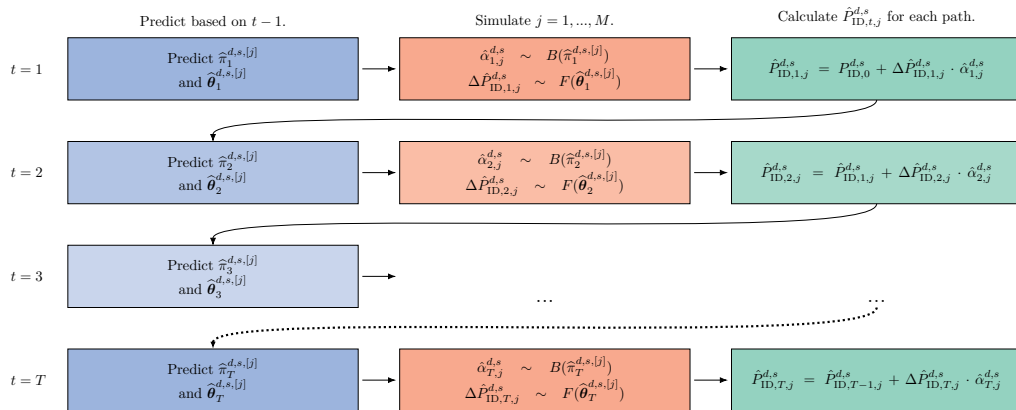 Predict based on t − 1.
Simulate j = 1, ..., M.
Calculate P̂^{d,s}_{ID,t,j} for each path.
t = 1
Predict π̂_1^{d,s,[j]}
and θ̂_1^{d,s,[j]}
α̂^{d,s}_{1,j} ∼ B(π̂_1^{d,s,[j]})
ΔP̂^{d,s}_{ID,1,j} ∼ F(θ̂_1^{d,s,[j]})
P̂^{d,s}_{ID,1,j} = P^{d,s}_{ID,0} + ΔP̂^{d,s}_{ID,1,j} · α̂^{d,s}_{1,j}
t = 2
Predict π̂_2^{d,s,[j]}
and θ̂_2^{d,s,[j]}
α̂^{d,s}_{2,j} ∼ B(π̂_2^{d,s,[j]})
ΔP̂^{d,s}_{ID,2,j} ∼ F(θ̂_2^{d,s,[j]})
P̂^{d,s}_{ID,2,j} = P̂^{d,s}_{ID,1,j} + ΔP̂^{d,s}_{ID,2,j} · α̂^{d,s}_{2,j}
t = 3
Predict π̂_3^{d,s,[j]}
and θ̂_3^{d,s,[j]}
...
...
t = T
Predict π̂_T^{d,s,[j]}
and θ̂_T^{d,s,[j]}
α̂^{d,s}_{T,j} ∼ B(π̂_T^{d,s,[j]})
ΔP̂^{d,s}_{ID,T,j} ∼ F(θ̂_T^{d,s,[j]})
P̂^{d,s}_{ID,T,j} = P̂^{d,s}_{ID,T−1,j} + ΔP̂^{d,s}_{ID,T,j} · α̂^{d,s}_{T,j}